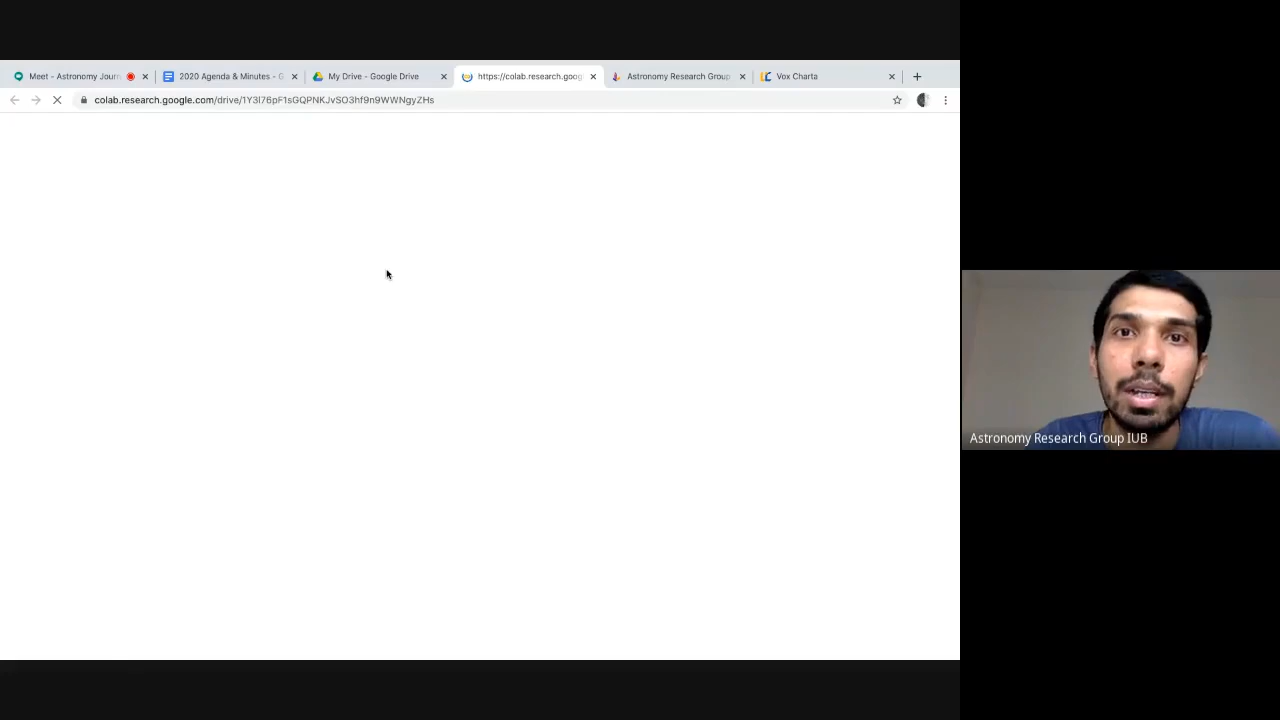 Meet - Astronomy Journ
2020 Agenda & Minutes - G
My Drive - Google Drive
https://colab.research.goog
Astronomy Research Group
Vox Charta
colab.research.google.com/drive/1Y3I76pF1sGQPNKJvSO3hf9n9WWNgyZHs
Astronomy Research Group IUB